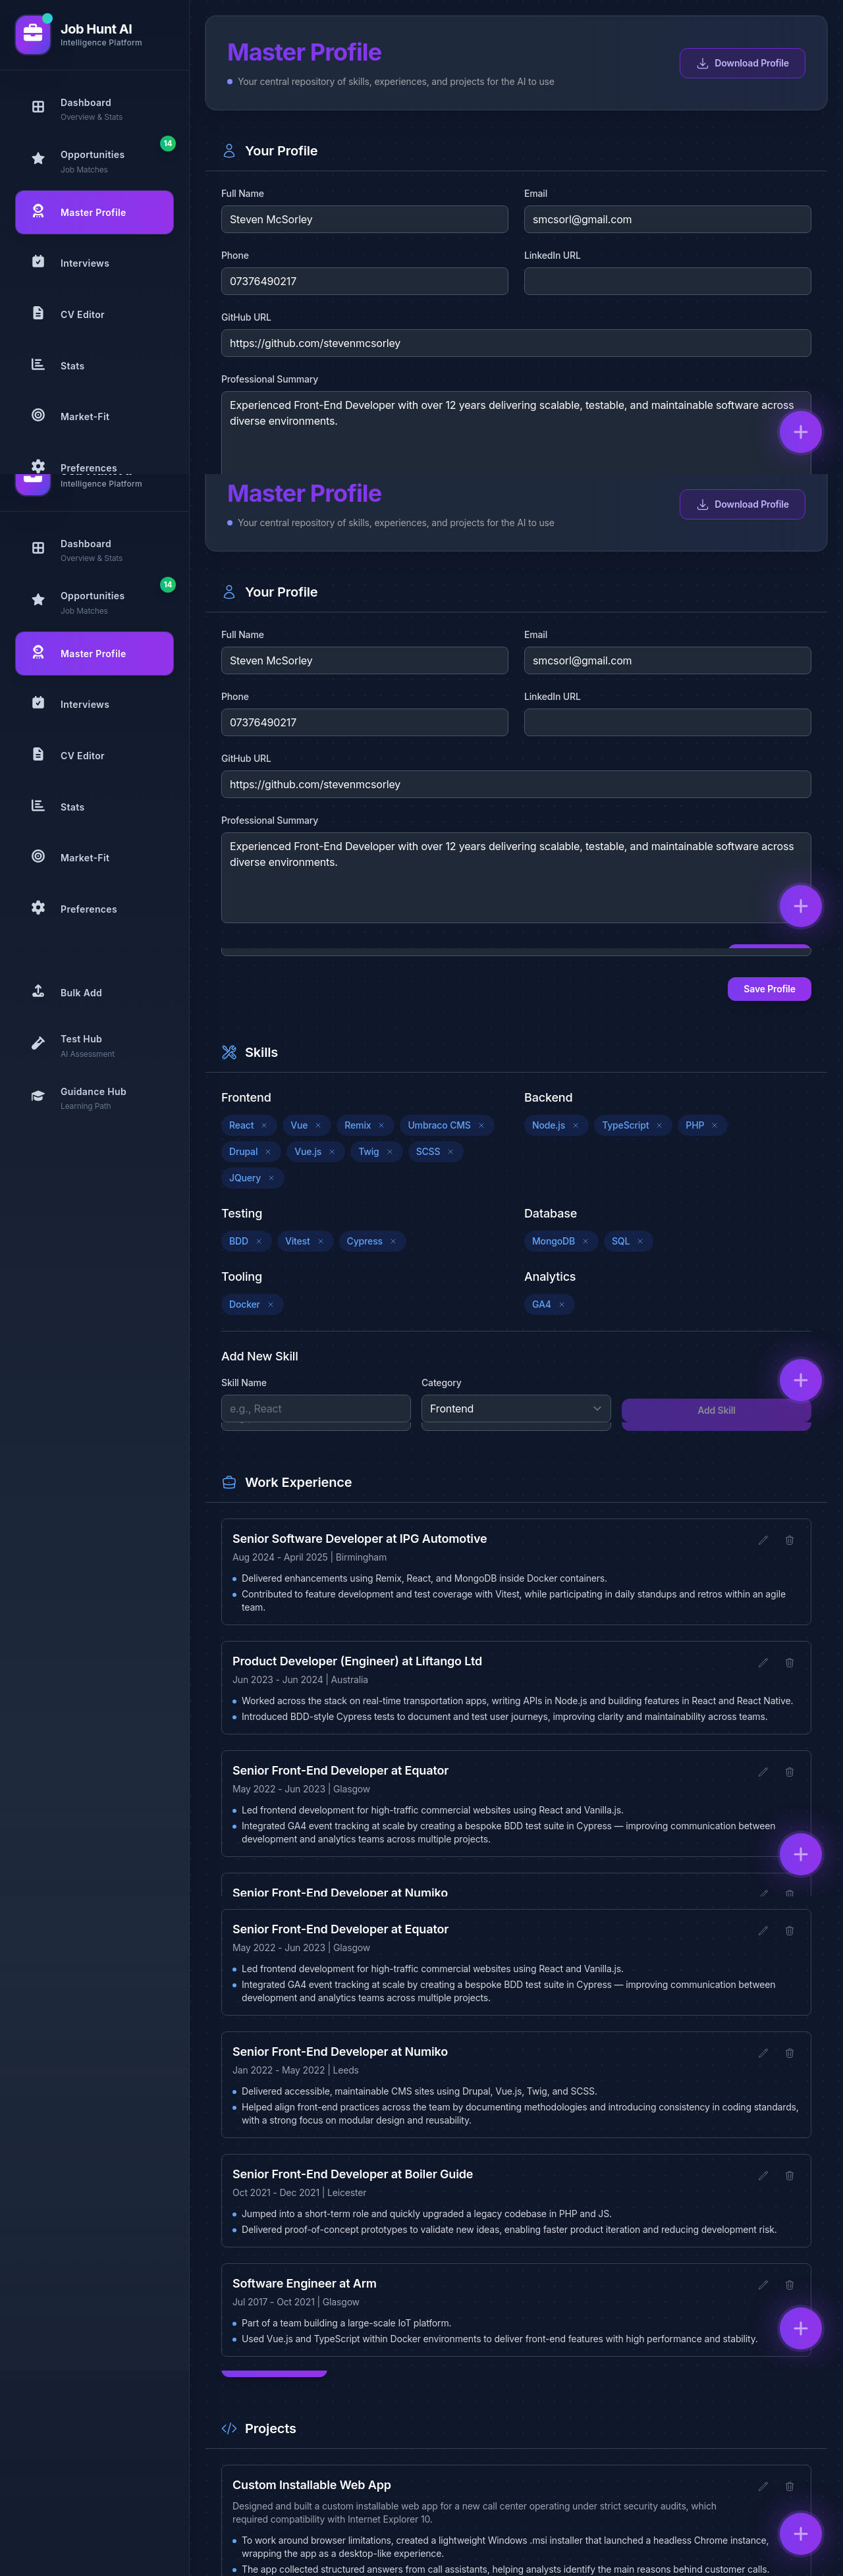 Job Hunt AI
Intelligence Platform
Dashboard
Overview & Stats
Opportunities
14
Job Matches
Master Profile
Interviews
CV Editor
Stats
Market-Fit
Preferences
Master Profile
Your central repository of skills, experiences, and projects for the AI to use
Download Profile
Your Profile
Full Name
Email
Steven McSorley
smcsorl@gmail.com
Phone
LinkedIn URL
07376490217
GitHub URL
https://github.com/stevenmcsorley
Professional Summary
Experienced Front-End Developer with over 12 years delivering scalable, testable, and maintainable software across
diverse environments.
Intelligence Platform
Dashboard
Overview & Stats
Opportunities
14
Job Matches
Master Profile
Interviews
CV Editor
Stats
Market-Fit
Preferences
Bulk Add
Test Hub
AI Assessment
Guidance Hub
Learning Path
Master Profile
Your central repository of skills, experiences, and projects for the AI to use
Download Profile
Your Profile
Full Name
Email
Steven McSorley
smcsorl@gmail.com
Phone
LinkedIn URL
07376490217
GitHub URL
https://github.com/stevenmcsorley
Professional Summary
Experienced Front-End Developer with over 12 years delivering scalable, testable, and maintainable software across
diverse environments.
Save Profile
Skills
Frontend
React × Vue × Remix × Umbraco CMS ×
Drupal × Vue.js × Twig × SCSS ×
JQuery ×
Backend
Node.js × TypeScript × PHP ×
Testing
BDD × Vitest × Cypress ×
Database
MongoDB × SQL ×
Tooling
Docker ×
Analytics
GA4 ×
Add New Skill
Skill Name
Category
e.g., React
Frontend
Add Skill
Work Experience
Senior Software Developer at IPG Automotive
Aug 2024 - April 2025 | Birmingham
Delivered enhancements using Remix, React, and MongoDB inside Docker containers.
Contributed to feature development and test coverage with Vitest, while participating in daily standups and retros within an agile
team.
Product Developer (Engineer) at Liftango Ltd
Jun 2023 - Jun 2024 | Australia
Worked across the stack on real-time transportation apps, writing APIs in Node.js and building features in React and React Native.
Introduced BDD-style Cypress tests to document and test user journeys, improving clarity and maintainability across teams.
Senior Front-End Developer at Equator
May 2022 - Jun 2023 | Glasgow
Led frontend development for high-traffic commercial websites using React and Vanilla.js.
Integrated GA4 event tracking at scale by creating a bespoke BDD test suite in Cypress — improving communication between
development and analytics teams across multiple projects.
Senior Front-End Developer at Numiko
Senior Front-End Developer at Equator
May 2022 - Jun 2023 | Glasgow
Led frontend development for high-traffic commercial websites using React and Vanilla.js.
Integrated GA4 event tracking at scale by creating a bespoke BDD test suite in Cypress — improving communication between
development and analytics teams across multiple projects.
Senior Front-End Developer at Numiko
Jan 2022 - May 2022 | Leeds
Delivered accessible, maintainable CMS sites using Drupal, Vue.js, Twig, and SCSS.
Helped align front-end practices across the team by documenting methodologies and introducing consistency in coding standards,
with a strong focus on modular design and reusability.
Senior Front-End Developer at Boiler Guide
Oct 2021 - Dec 2021 | Leicester
Jumped into a short-term role and quickly upgraded a legacy codebase in PHP and JS.
Delivered proof-of-concept prototypes to validate new ideas, enabling faster product iteration and reducing development risk.
Software Engineer at Arm
Jul 2017 - Oct 2021 | Glasgow
Part of a team building a large-scale IoT platform.
Used Vue.js and TypeScript within Docker environments to deliver front-end features with high performance and stability.
Projects
Custom Installable Web App
Designed and built a custom installable web app for a new call center operating under strict security audits, which
required compatibility with Internet Explorer 10.
To work around browser limitations, created a lightweight Windows .msi installer that launched a headless Chrome instance,
wrapping the app as a desktop-like experience.
The app collected structured answers from call assistants, helping analysts identify the main reasons behind customer calls.